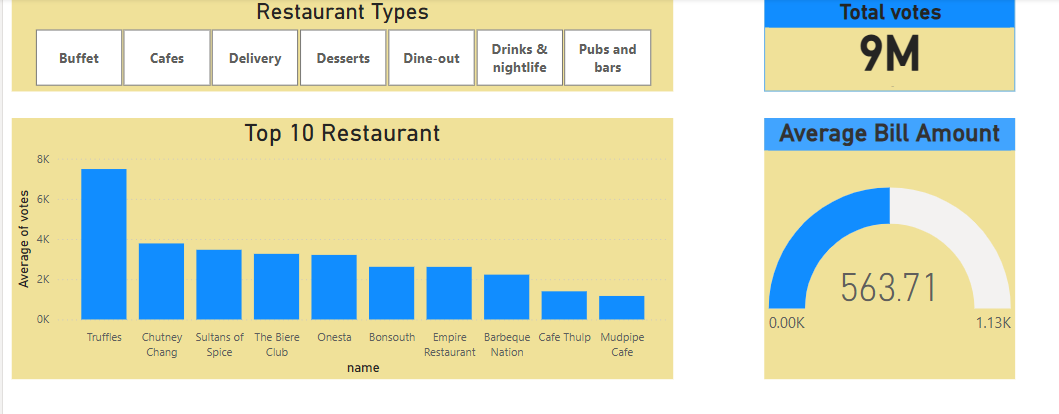 Restaurant Types
Total votes
Buffet
Cafes
Delivery
Desserts
Dine-out
Drinks &
nightlife
Pubs and
bars
9M
Top 10 Restaurant
Average Bill Amount
Average of votes
8K
6K
4K
2K
0K
Truffles
Chutney
Chang
Sultans of
Spice
The Biere
Club
Onesta
Bonsouth
Empire
Restaurant
Barbeque
Nation
Cafe Thulp
Mudpipe
Cafe
name
563.71
0.00K
1.13K